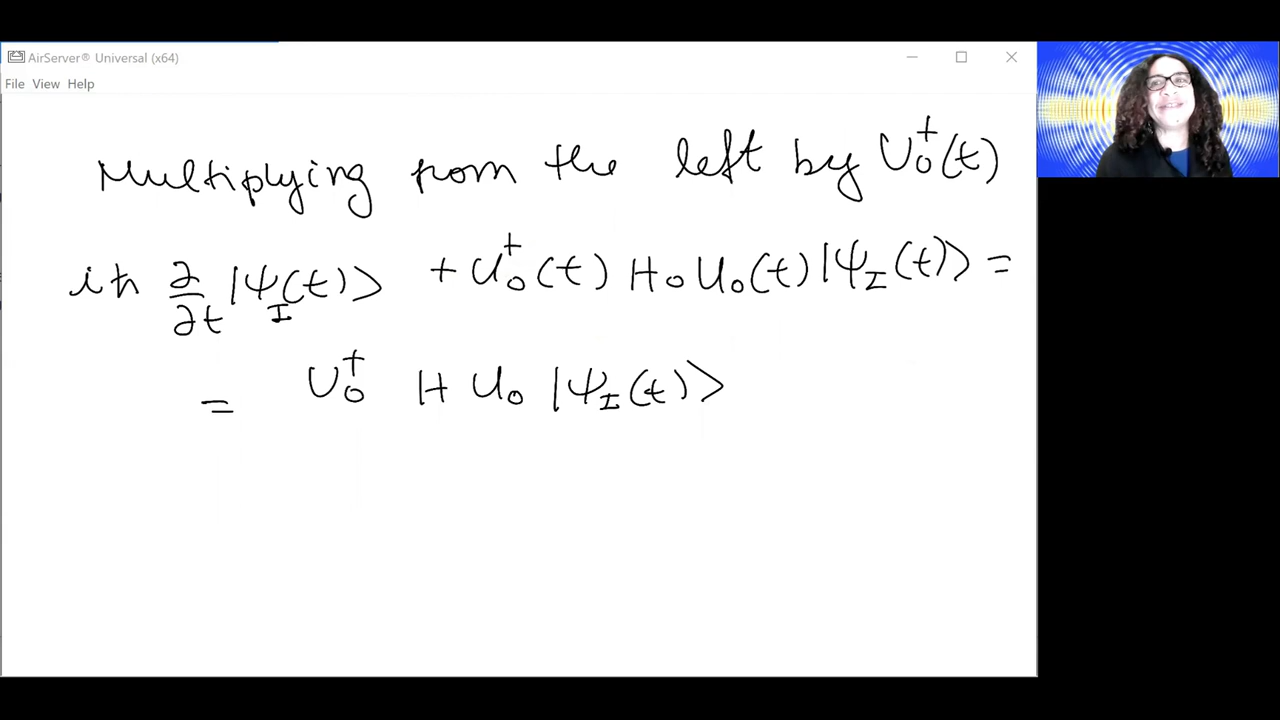 AirServer® Universal (x64)
File View Help
Multiplying from the left by U₀†(t)
iħ ∂/∂t |Ψ_I(t)> + U₀†(t) H₀ U₀(t) |Ψ_I(t)> =
= U₀† H U₀ |Ψ_I(t)>